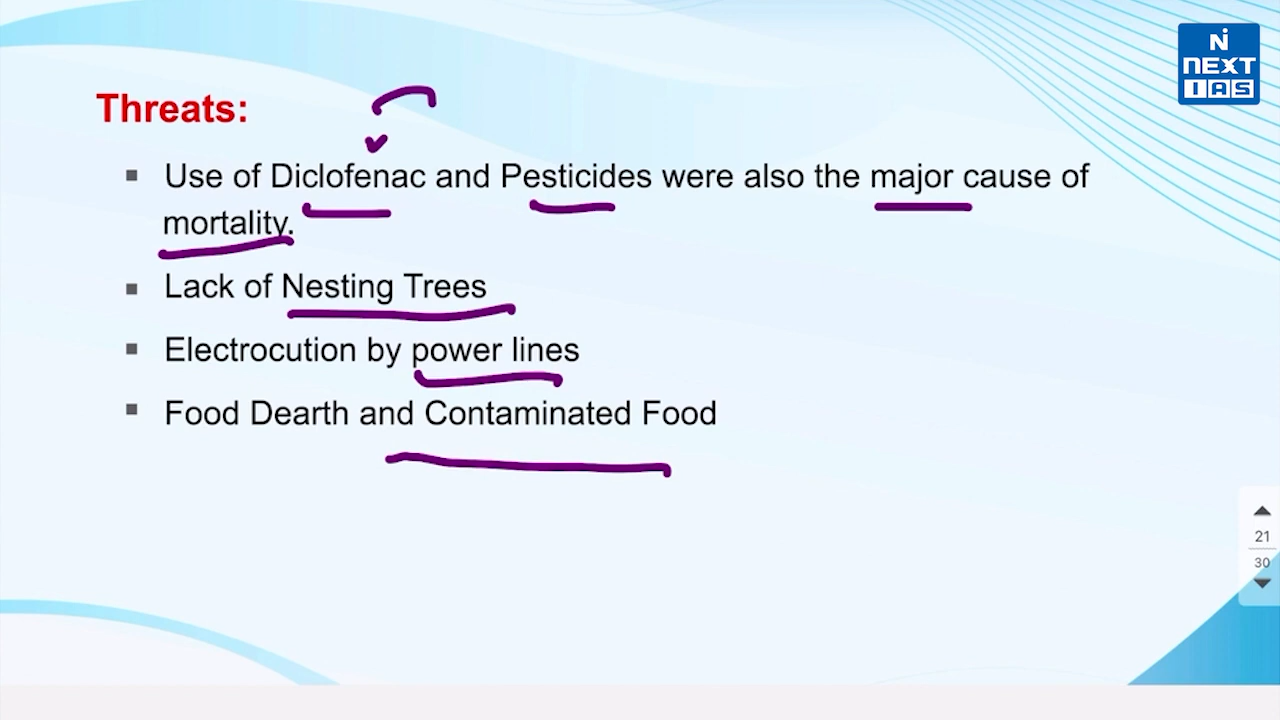 NEXT
IAS
Threats:
▪ Use of Diclofenac and Pesticides were also the major cause of
mortality.
▪ Lack of Nesting Trees
▪ Electrocution by power lines
▪ Food Dearth and Contaminated Food
21
30